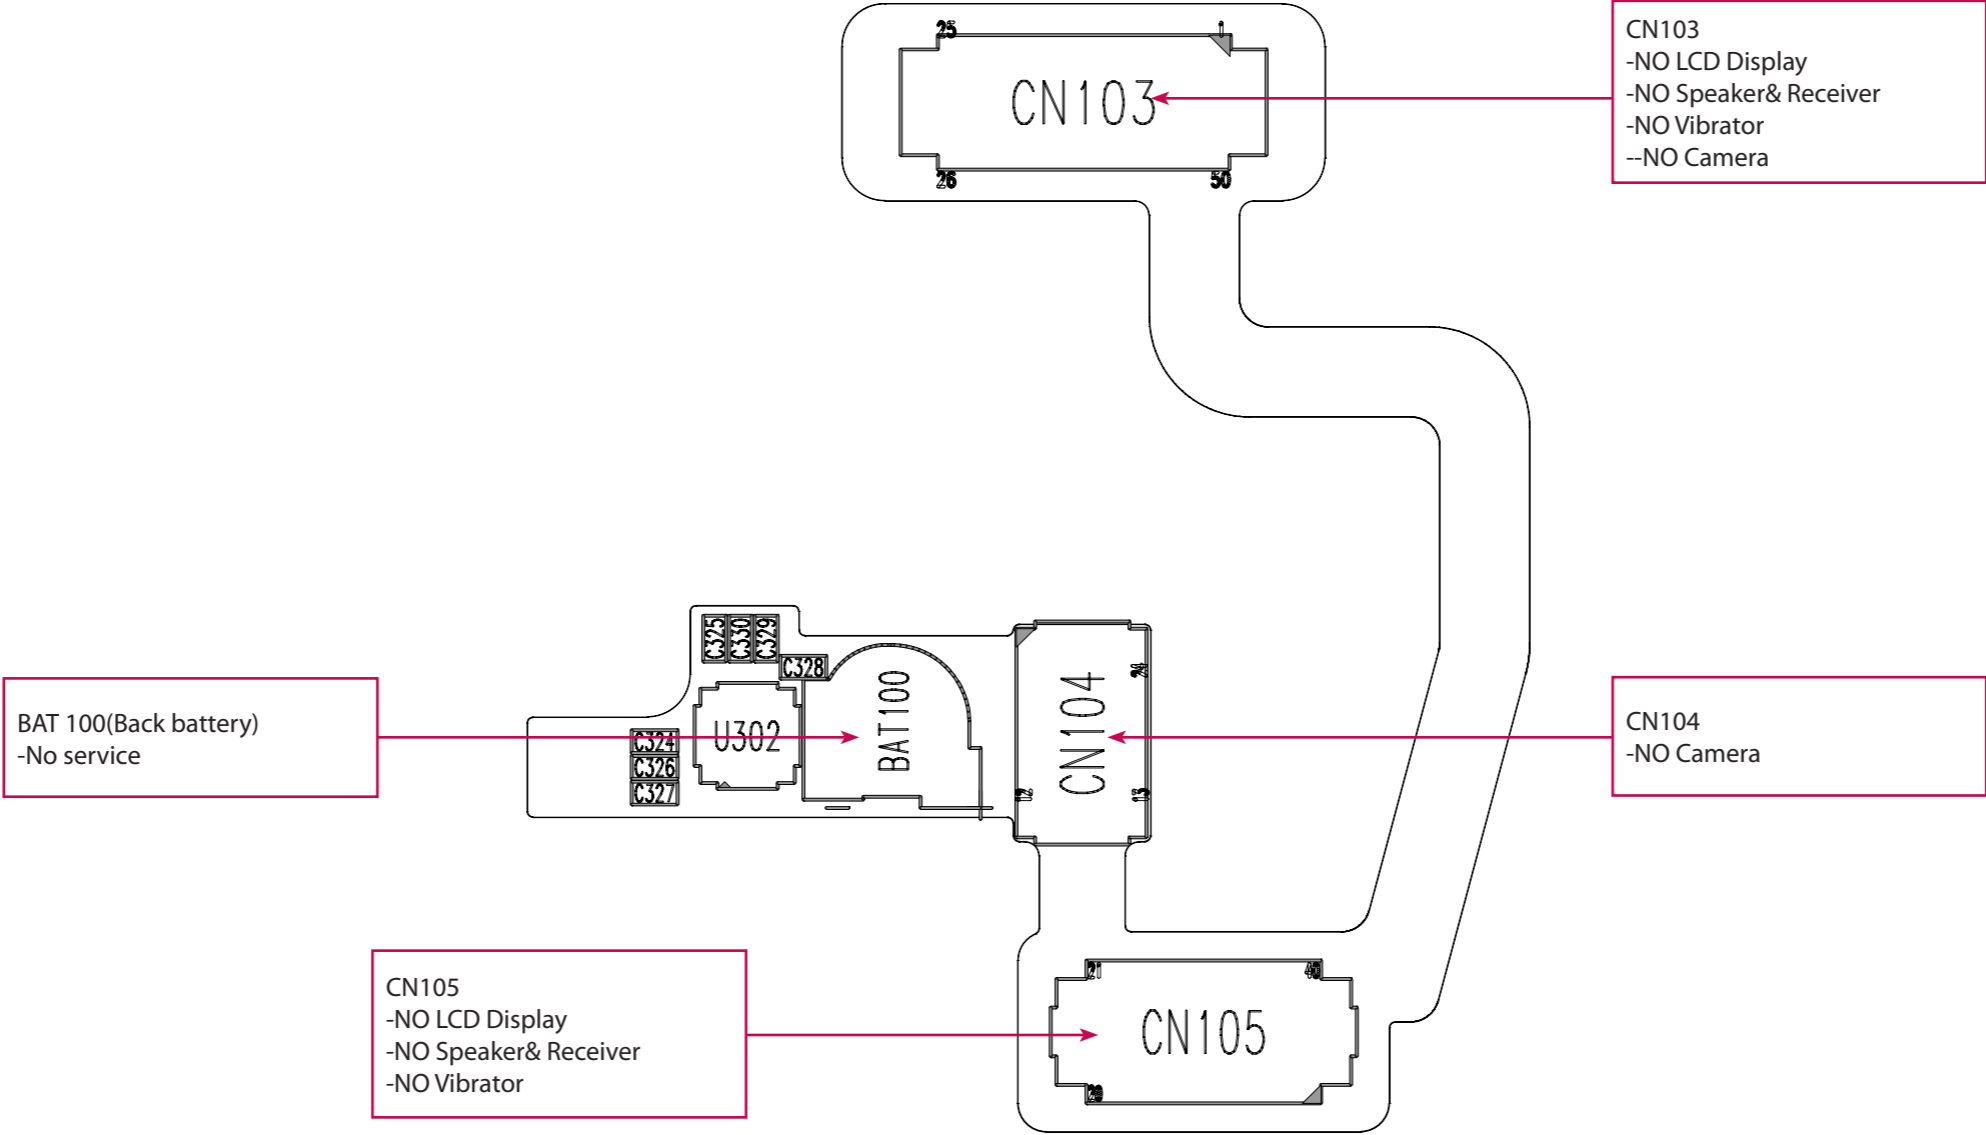 25
CN103
26
50
CN103
-NO LCD Display
-NO Speaker& Receiver
-NO Vibrator
--NO Camera
C325
C330
C329
C328
BAT 100(Back battery)
-No service
C324
C326
C327
U302
BAT100
CN104
24
12
13
CN104
-NO Camera
CN105
-NO LCD Display
-NO Speaker& Receiver
-NO Vibrator
21
40
CN105